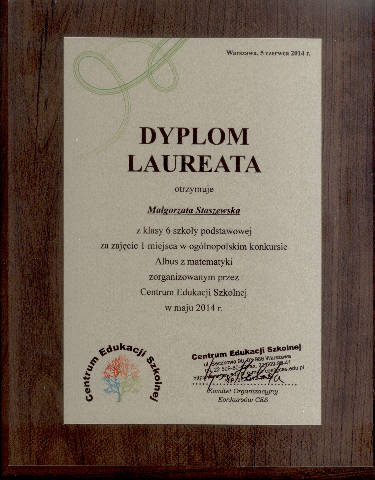 Warszawa, 5 czerwca 2014 r.
DYPLOM
LAUREATA
otrzymuje
Małgorzata Staszewska
z klasy 6 szkoły podstawowej
za zajęcie 1 miejsca w ogólnopolskim konkursie
Albus z matematyki
zorganizowanym przez
Centrum Edukacji Szkolnej
w maju 2014 r.
Centrum Edukacji Szkolnej
Centrum Edukacji Szkolnej
Warszawa
Komitet Organizacyjny
Konkursów CES